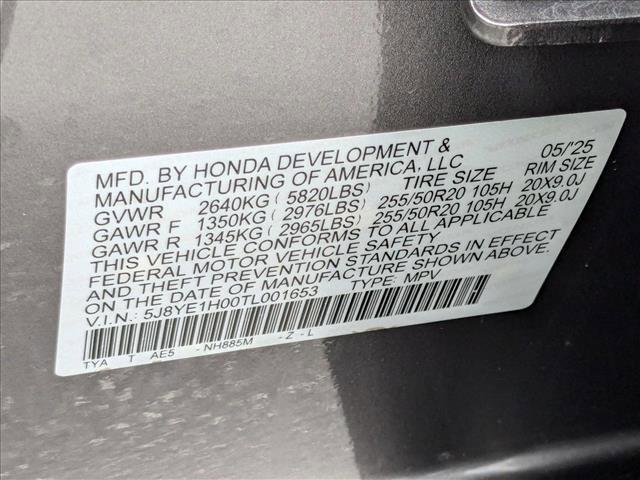 MFD. BY HONDA DEVELOPMENT & 05/'25
MANUFACTURING OF AMERICA, LLC
GVWR 2640KG ( 5820LBS) TIRE SIZE RIM SIZE
GAWR F 1350KG ( 2976LBS) 255/50R20 105H 20X9.0J
GAWR R 1345KG ( 2965LBS) 255/50R20 105H 20X9.0J
THIS VEHICLE CONFORMS TO ALL APPLICABLE
FEDERAL MOTOR VEHICLE SAFETY
AND THEFT PREVENTION STANDARDS IN EFFECT
ON THE DATE OF MANUFACTURE SHOWN ABOVE.
V.I.N.: 5J8YE1H00TL001653 TYPE: MPV
TYA T AE5 - NH885M - Z - L